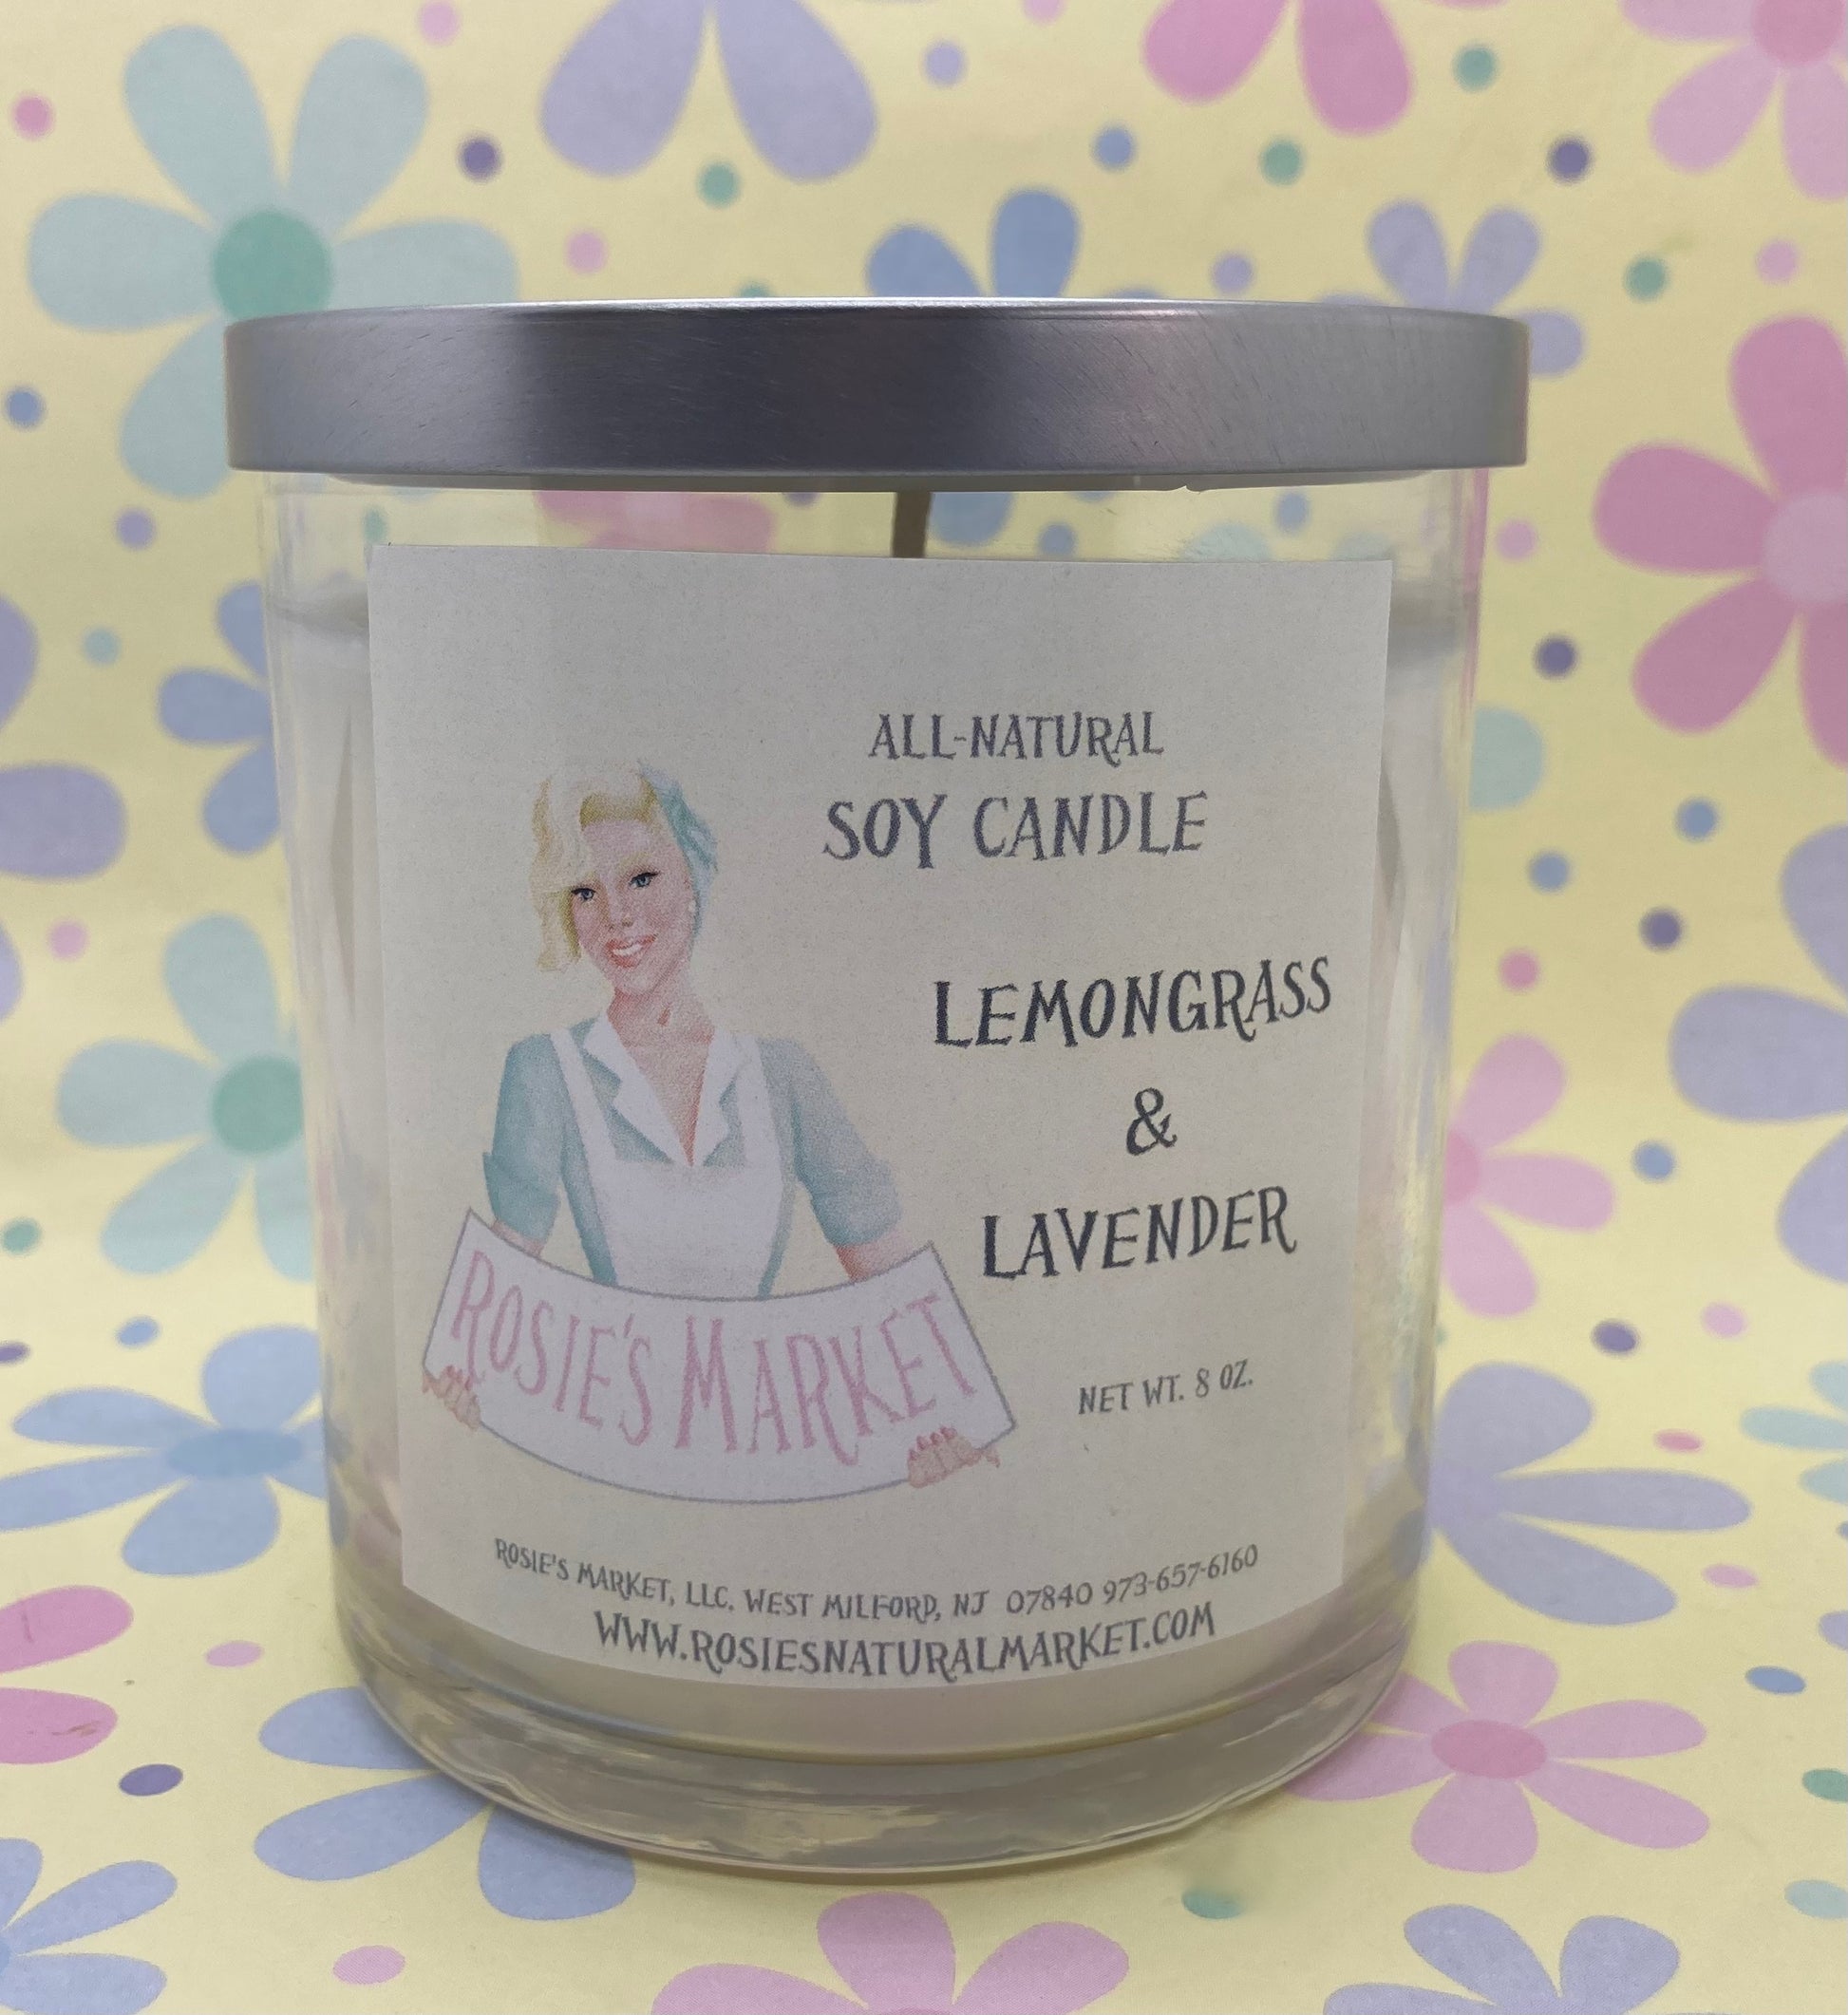 ALL-NATURAL
SOY CANDLE
LEMONGRASS
&
LAVENDER
ROSIE'S MARKET
NET WT. 8 OZ.
ROSIE'S MARKET, LLC. WEST MILFORD, NJ 07840 973-657-6160
WWW.ROSIESNATURALMARKET.COM